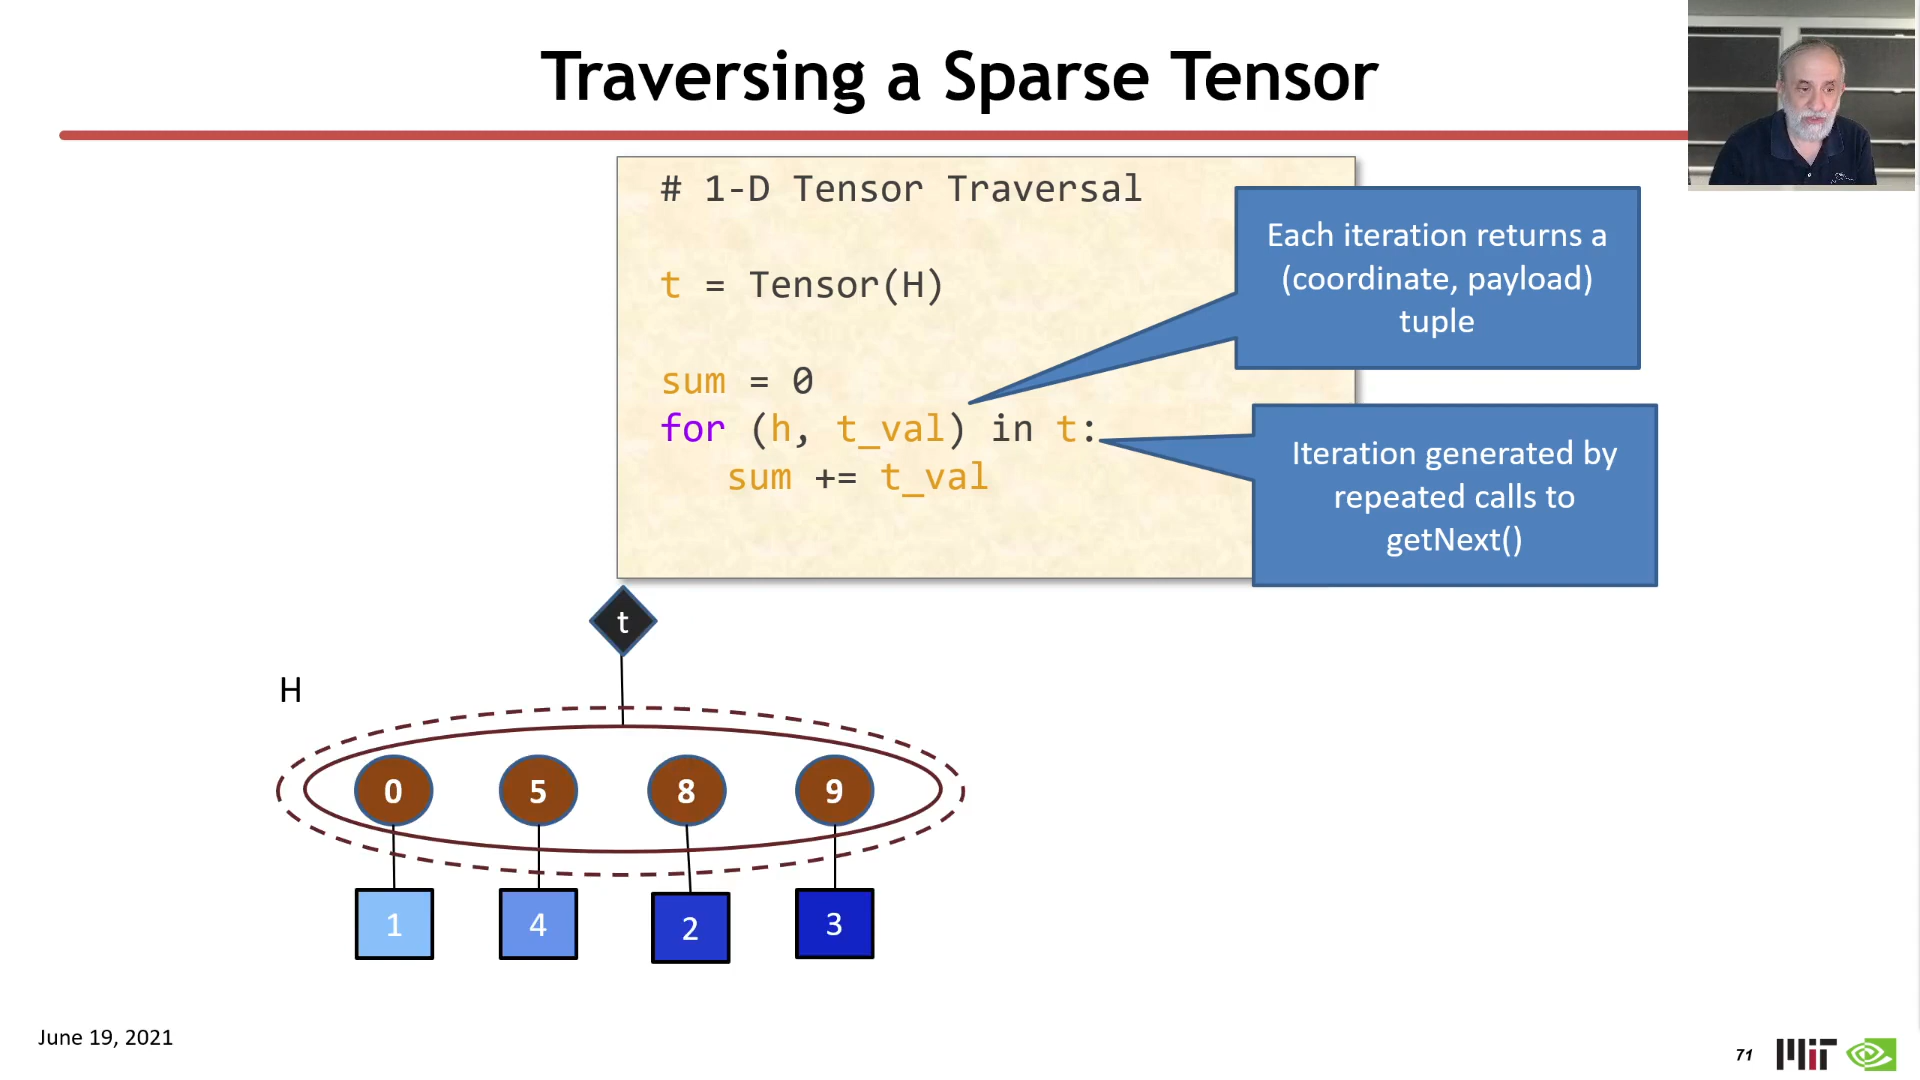 Traversing a Sparse Tensor
# 1-D Tensor Traversal
t = Tensor(H)
sum = 0
for (h, t_val) in t:
sum += t_val
Each iteration returns a
(coordinate, payload)
tuple
Iteration generated by
repeated calls to
getNext()
t
H
0 5 8 9
1 4 2 3
June 19, 2021
71
MIT